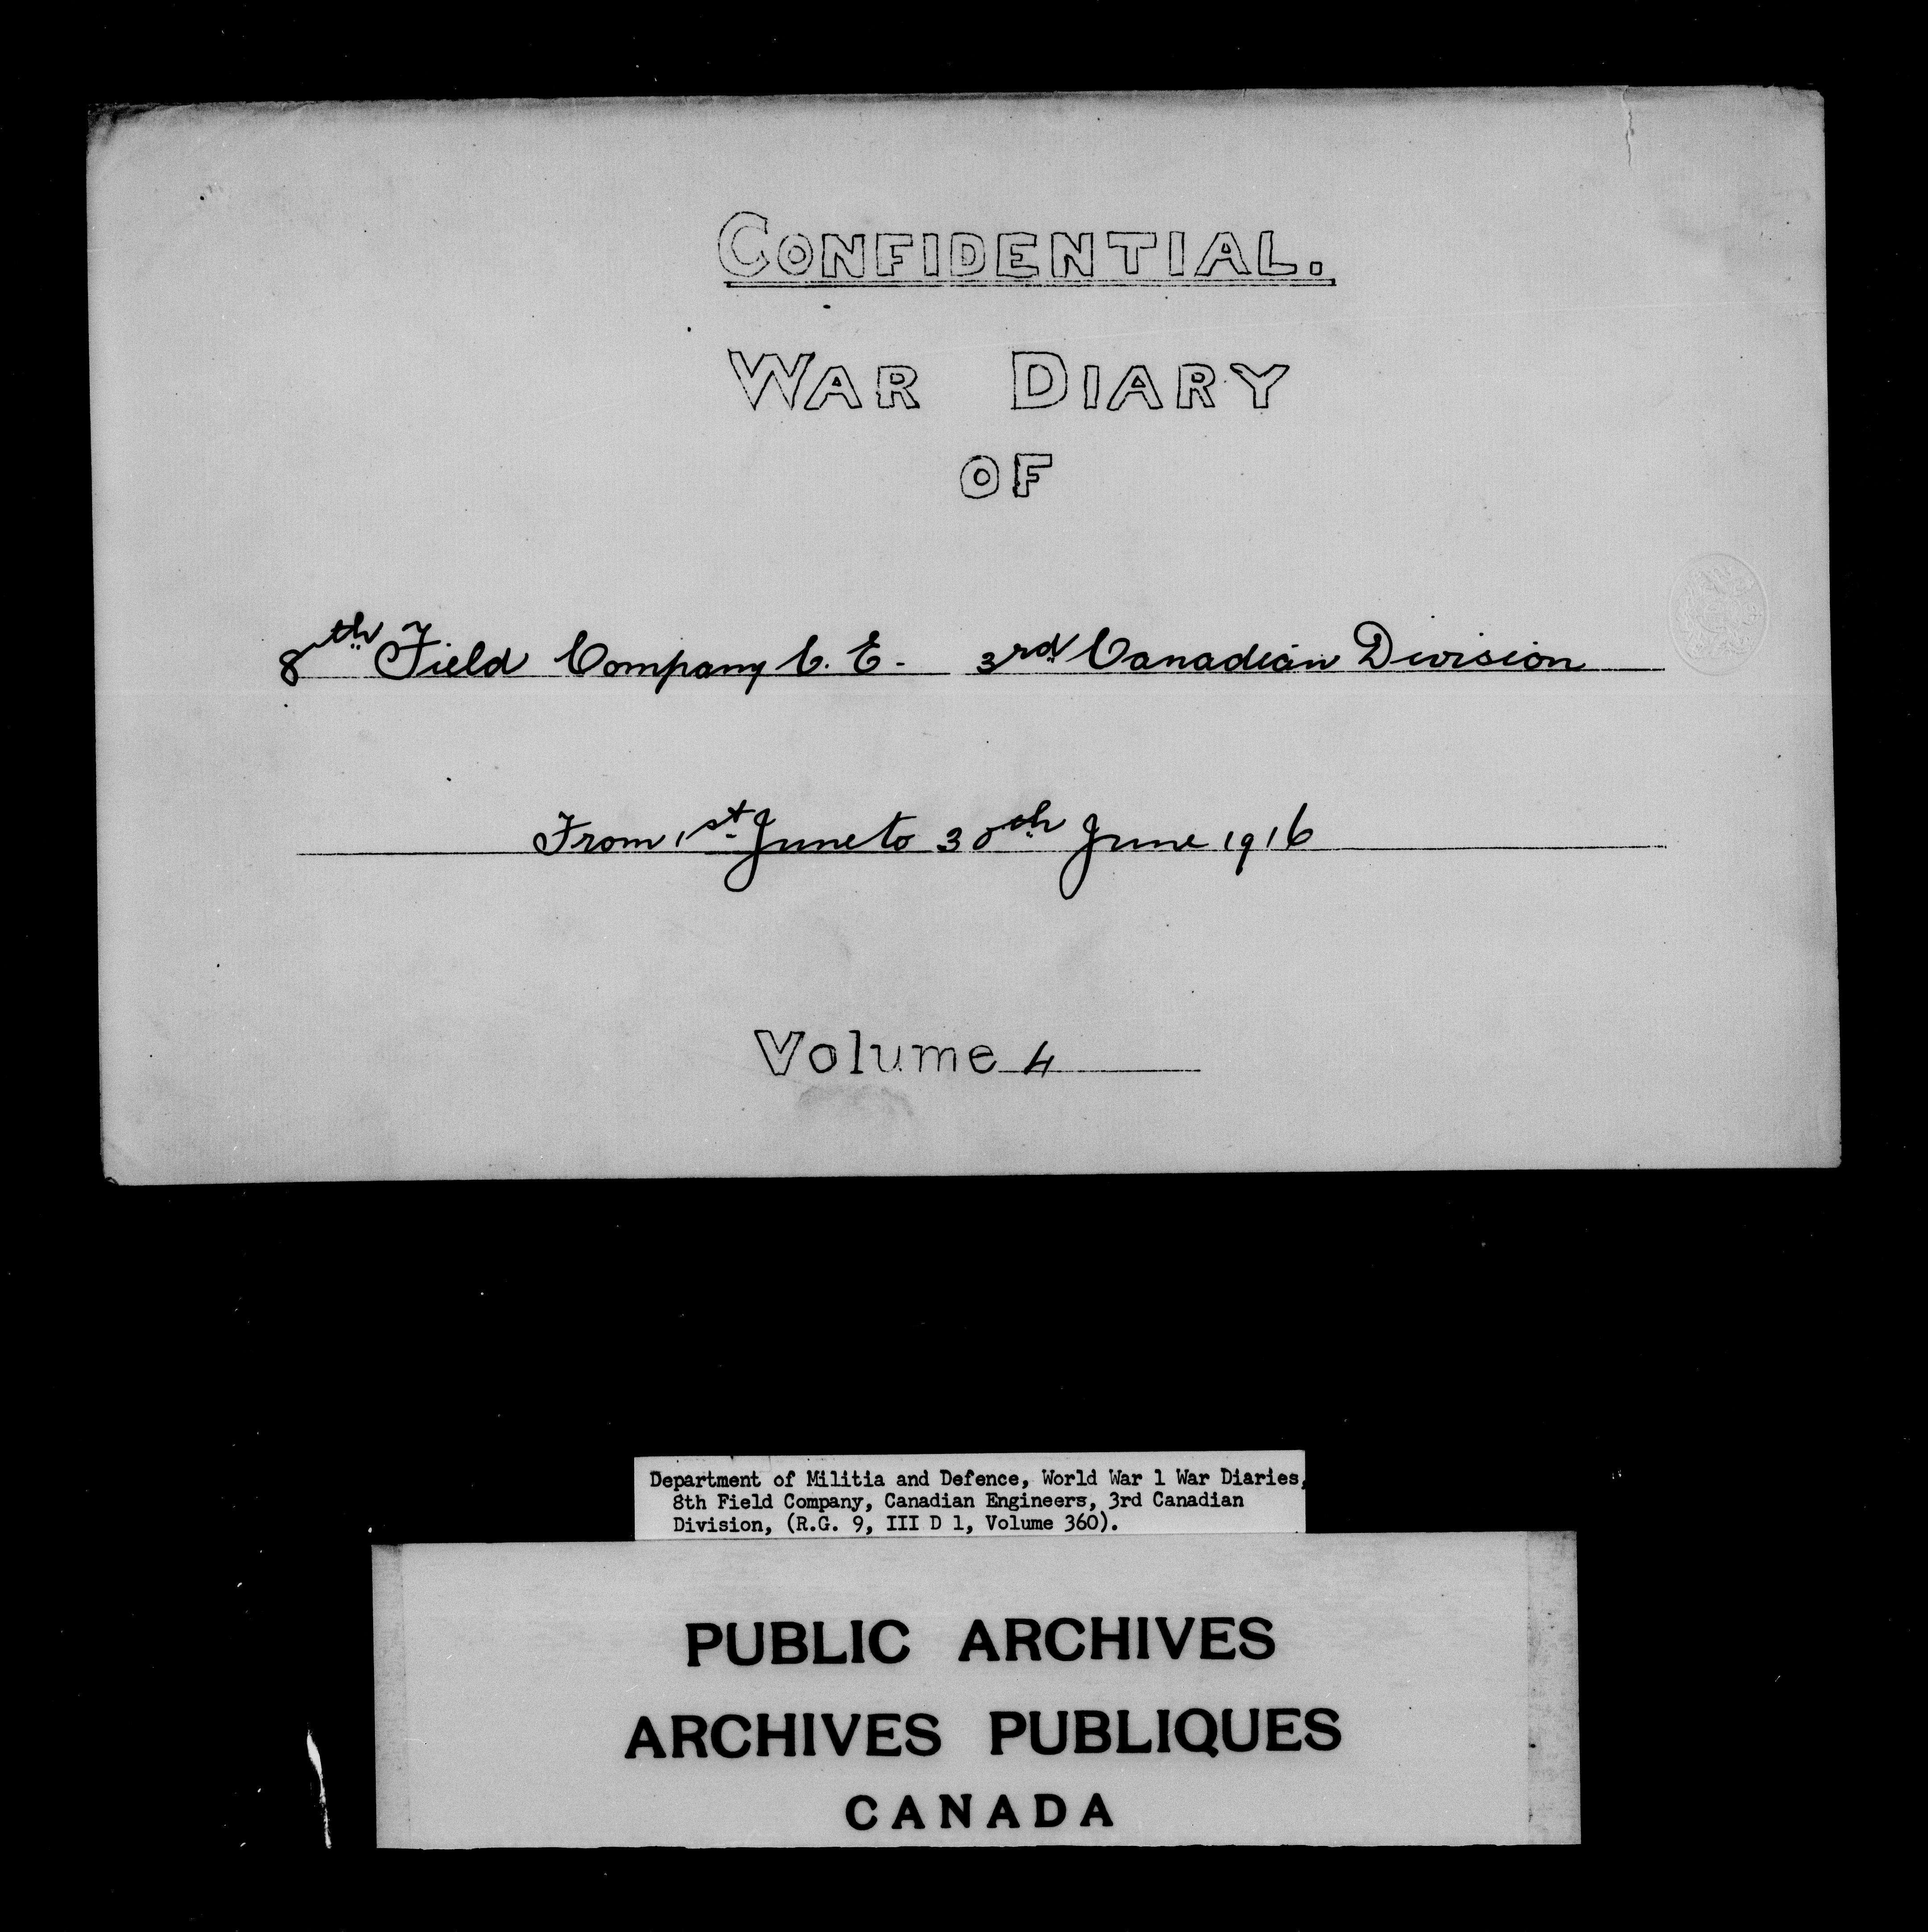 CONFIDENTIAL.
WAR DIARY
OF
8th Field Company C. E. - 3rd Canadian Division
From 1st June to 30th June 1916
Volume 4
Department of Militia and Defence, World War 1 War Diaries,
8th Field Company, Canadian Engineers, 3rd Canadian
Division, (R.G. 9, III D 1, Volume 360).
PUBLIC ARCHIVES
ARCHIVES PUBLIQUES
CANADA